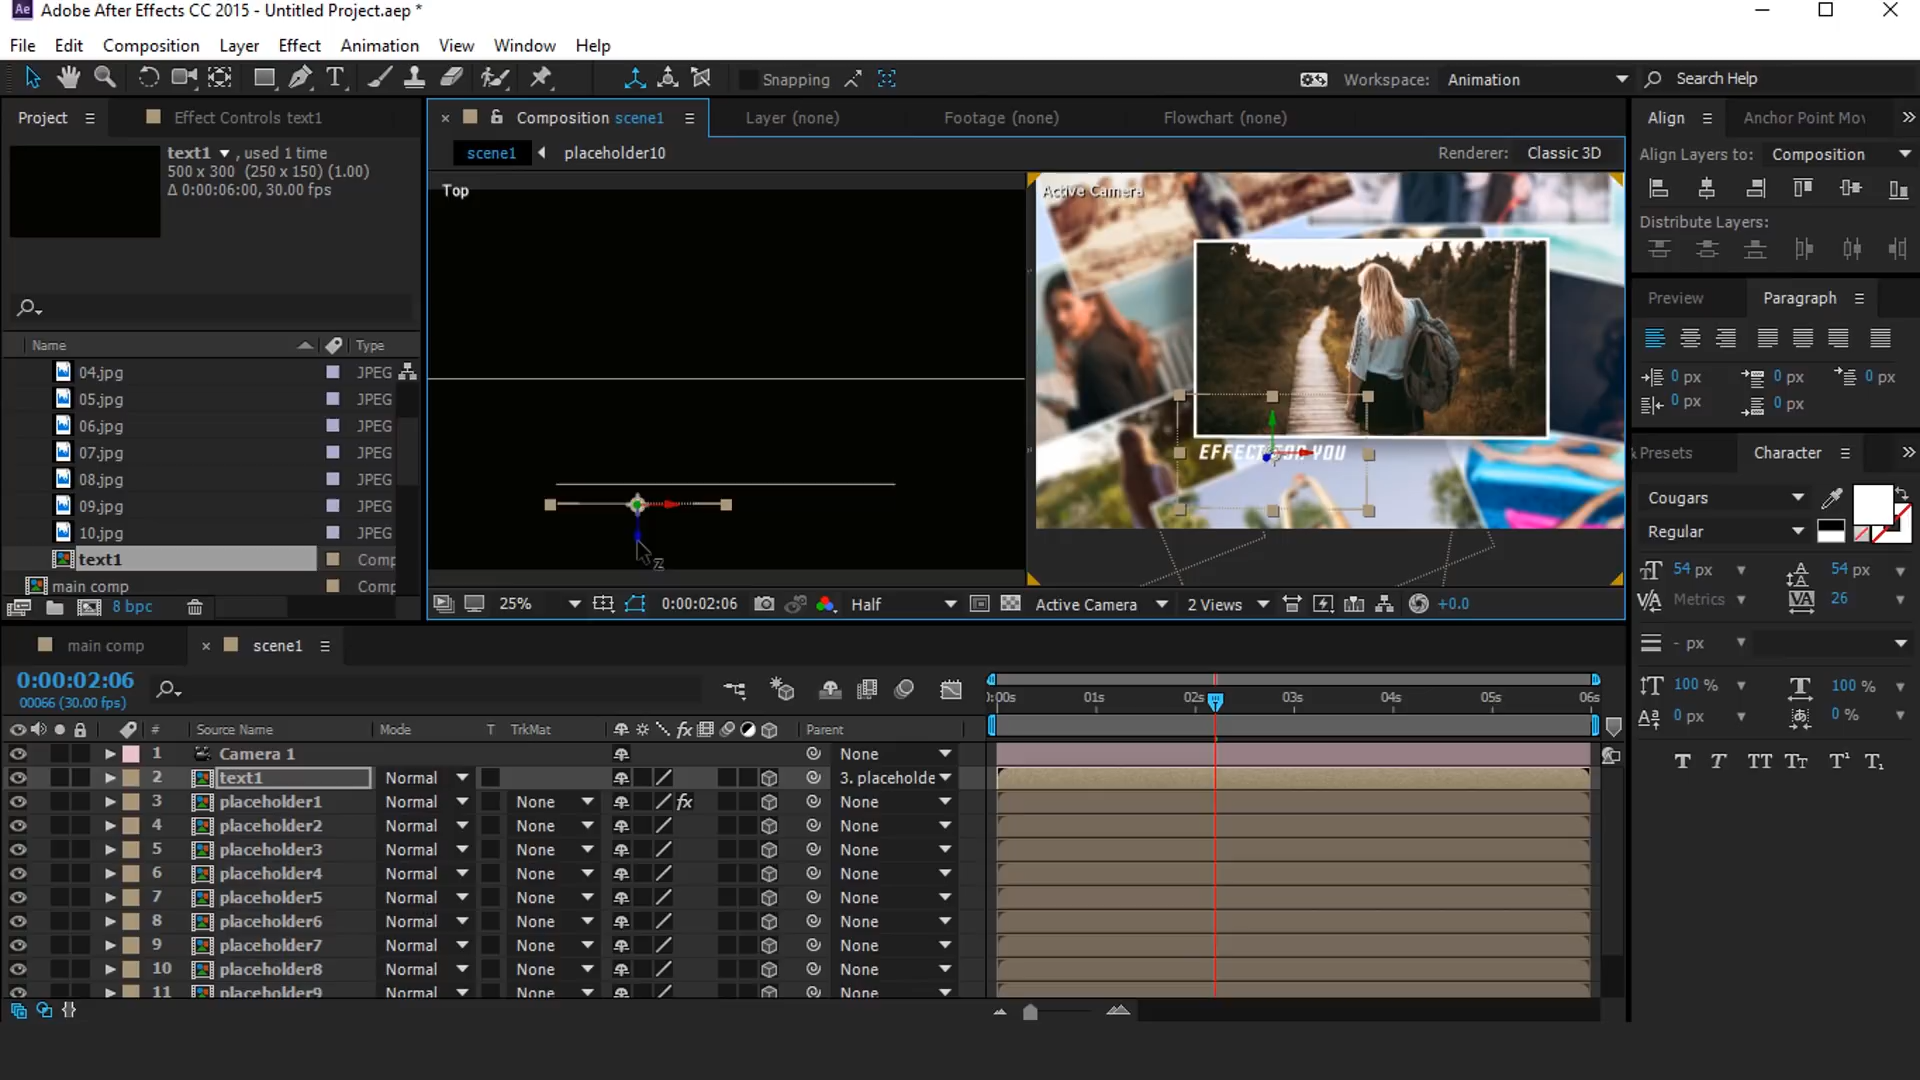 Ae Adobe After Effects CC 2015 - Untitled Project.aep *
File Edit Composition Layer Effect Animation View Window Help
Snapping Workspace: Animation Search Help
Project Effect Controls text1 Composition scene1 Layer (none) Footage (none) Flowchart (none) Align Anchor Point Mov
text1 , used 1 time
500 x 300 (250 x 150) (1.00)
Δ 0:00:06:00, 30.00 fps
scene1 placeholder10 Renderer: Classic 3D
Align Layers to: Composition
Top Active Camera
Distribute Layers:
Preview Paragraph
Name Type
04.jpg JPEG
05.jpg JPEG
06.jpg JPEG
07.jpg JPEG
08.jpg JPEG
09.jpg JPEG
10.jpg JPEG
text1 Comp
main comp Comp
0 px 0 px 0 px
0 px 0 px
EFFECT FOR YOU
Z
Presets Character
Cougars
Regular
54 px 54 px
Metrics 26
- px
100 % 100 %
0 px 0 %
T T TT Tт T¹ T₁
8 bpc 25% 0:00:02:06 Half Active Camera 2 Views +0.0
main comp scene1
0:00:02:06
00066 (30.00 fps)
:00s 01s 02s 03s 04s 05s 06s
# Source Name Mode T TrkMat fx Parent
1 Camera 1 None
2 text1 Normal 3. placeholde
3 placeholder1 Normal None fx None
4 placeholder2 Normal None None
5 placeholder3 Normal None None
6 placeholder4 Normal None None
7 placeholder5 Normal None None
8 placeholder6 Normal None None
9 placeholder7 Normal None None
10 placeholder8 Normal None None
11 placeholder9 Normal None None